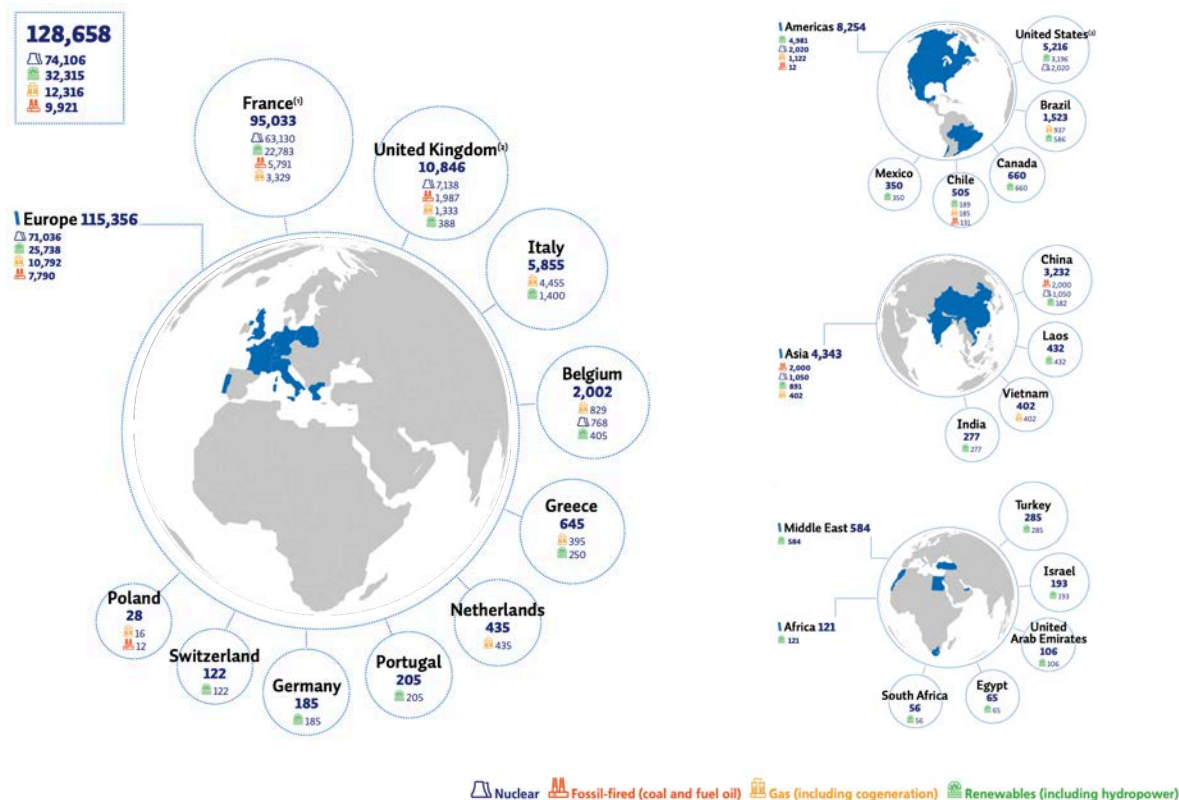 128,658
74,106
32,315
12,316
9,921
Europe 115,356
71,036
25,738
10,792
7,790
France(1)
95,033
63,130
22,783
5,791
3,329
United Kingdom(2)
10,846
7,138
1,987
1,333
388
Italy
5,855
4,455
1,400
Belgium
2,002
829
768
405
Greece
645
395
250
Netherlands
435
435
Portugal
205
205
Germany
185
185
Switzerland
122
122
Poland
28
16
12
Americas 8,254
4,981
2,020
1,122
12
United States
5,216
3,196
2,020
Brazil
1,523
937
586
Canada
660
660
Chile
505
189
185
131
Mexico
350
350
Asia 4,343
2,000
1,050
891
402
China
3,232
2,000
1,050
182
Laos
432
432
Vietnam
402
402
India
277
277
Middle East 584
584
Africa 121
121
Turkey
285
285
Israel
193
193
United
Arab Emirates
106
106
Egypt
65
65
South Africa
56
56
Nuclear Fossil-fired (coal and fuel oil) Gas (including cogeneration) Renewables (including hydropower)